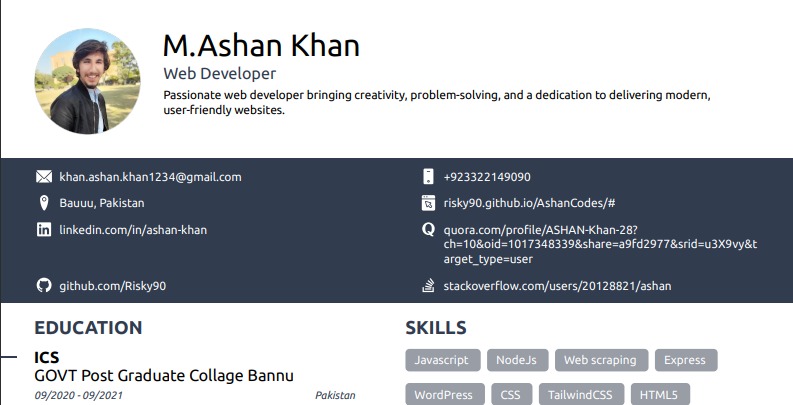 M.Ashan Khan
Web Developer
Passionate web developer bringing creativity, problem-solving, and a dedication to delivering modern,
user-friendly websites.
khan.ashan.khan1234@gmail.com
+923322149090
Bauuu, Pakistan
risky90.github.io/AshanCodes/#
linkedin.com/in/ashan-khan
quora.com/profile/ASHAN-Khan-28?
ch=10&oid=1017348339&share=a9fd2977&srid=u3X9vy&t
arget_type=user
github.com/Risky90
stackoverflow.com/users/20128821/ashan
EDUCATION
ICS
GOVT Post Graduate Collage Bannu
09/2020 - 09/2021
Pakistan
SKILLS
Javascript
NodeJs
Web scraping
Express
WordPress
CSS
TailwindCSS
HTML5